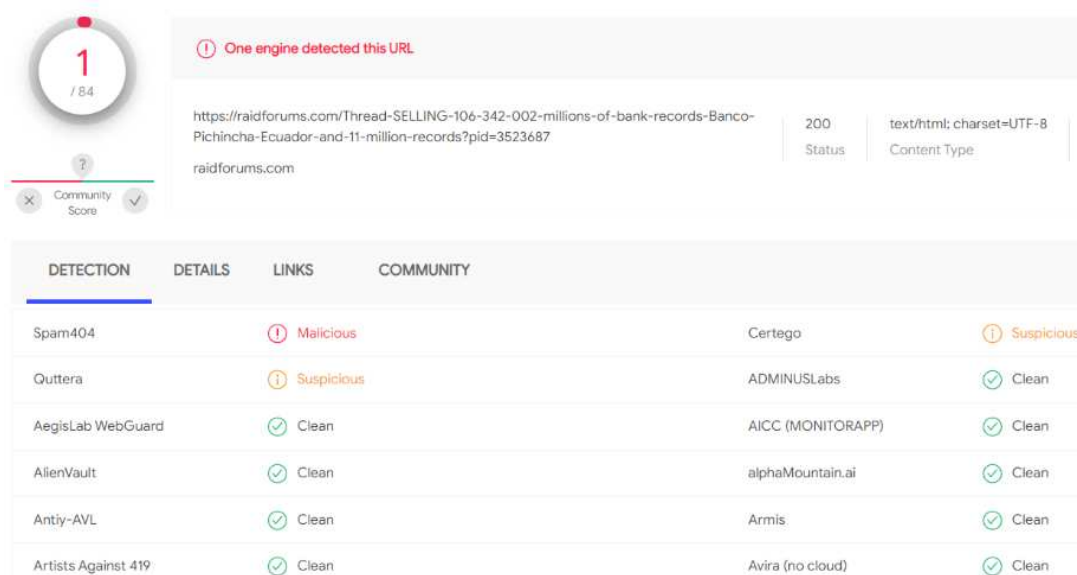 1
/ 84
One engine detected this URL
https://raidforums.com/Thread-SELLING-106-342-002-millions-of-bank-records-Banco-
Pichincha-Ecuador-and-11-million-records?pid=3523687
raidforums.com
200
Status
text/html; charset=UTF-8
Content Type
?
Community
Score
DETECTION DETAILS LINKS COMMUNITY
Spam404 Malicious Certego Suspicious
Quttera Suspicious ADMINUSLabs Clean
AegisLab WebGuard Clean AICC (MONITORAPP) Clean
AlienVault Clean alphaMountain.ai Clean
Antiy-AVL Clean Armis Clean
Artists Against 419 Clean Avira (no cloud) Clean